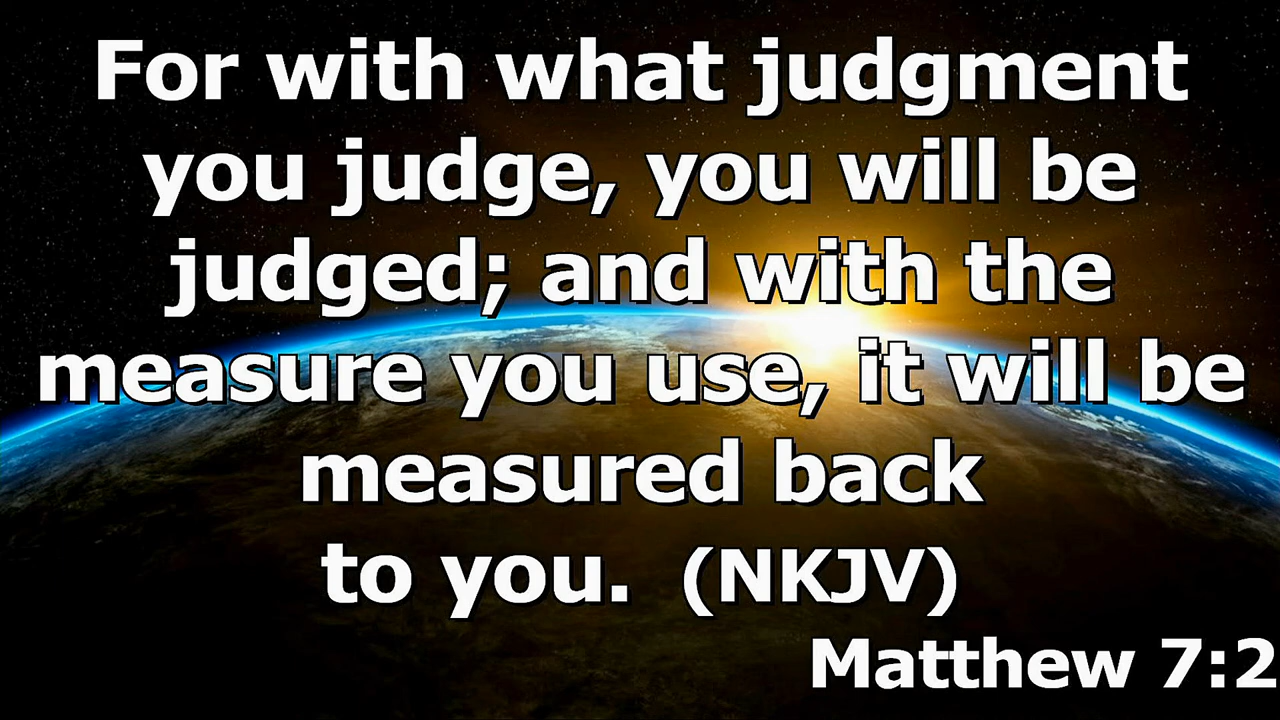 For with what judgment
you judge, you will be
judged; and with the
measure you use, it will be
measured back
to you. (NKJV)
Matthew 7:2